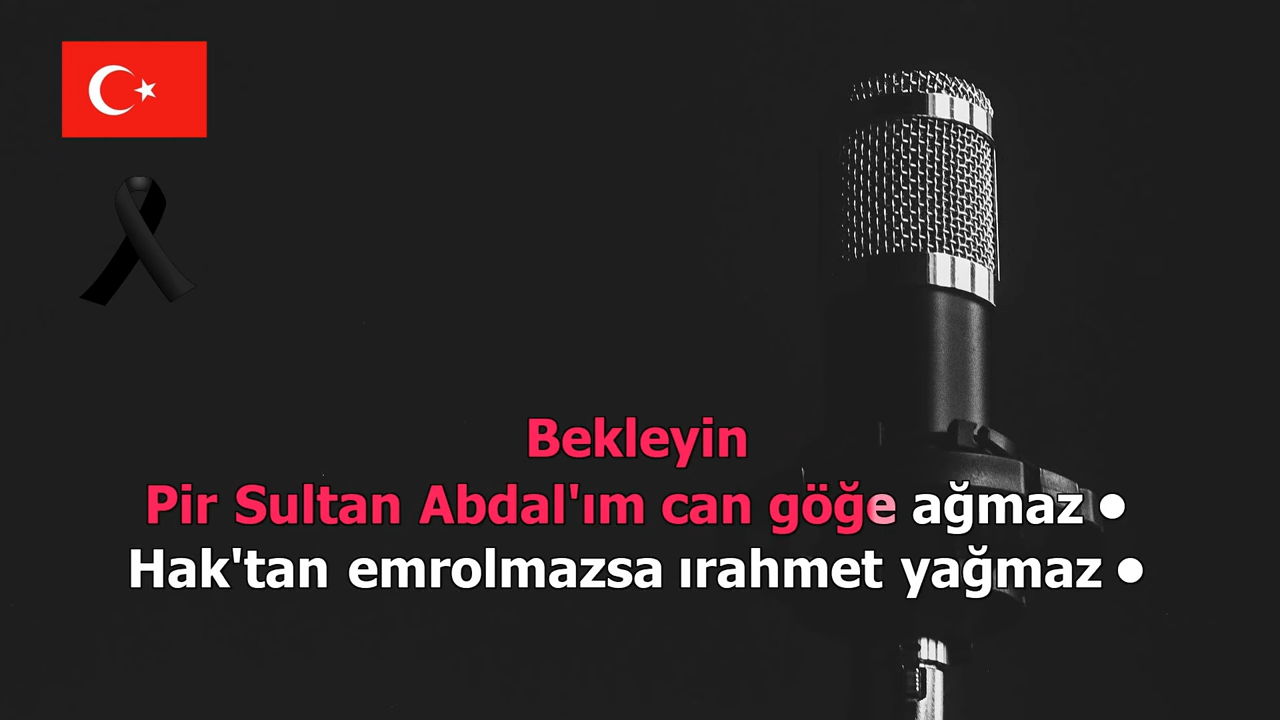 Bekleyin
Pir Sultan Abdal'ım can göğe ağmaz •
Hak'tan emrolmazsa ırahmet yağmaz •